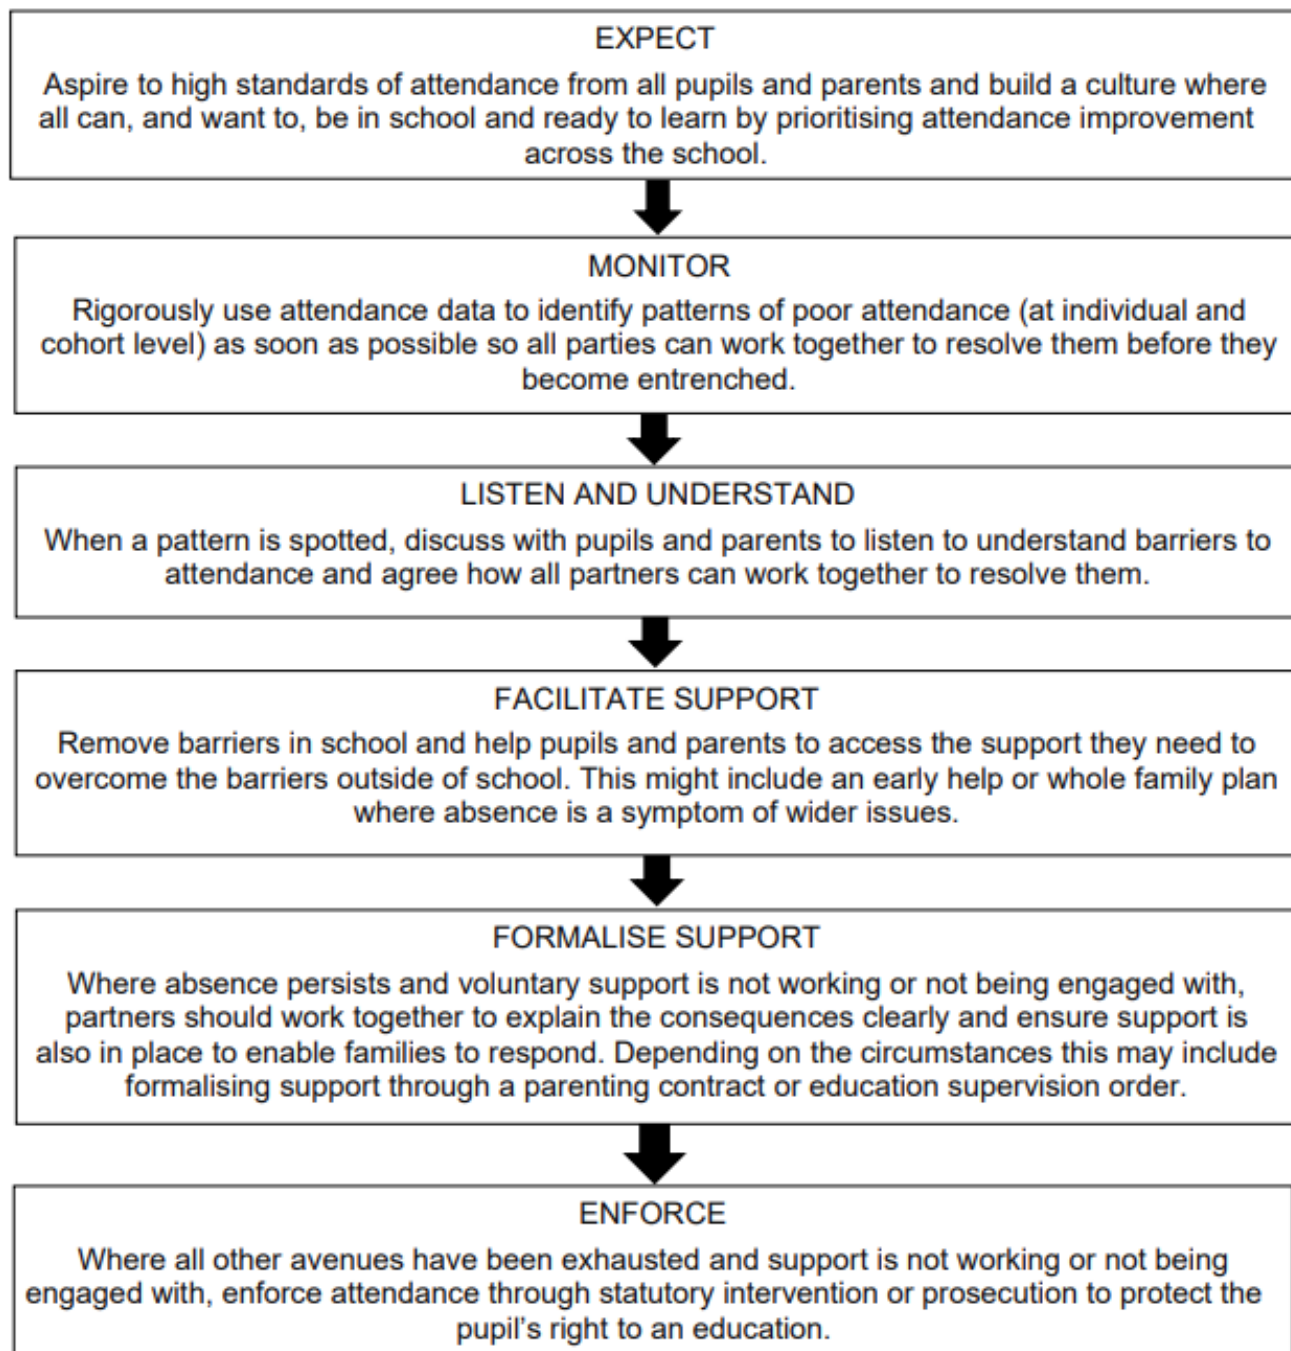 EXPECT
Aspire to high standards of attendance from all pupils and parents and build a culture where
all can, and want to, be in school and ready to learn by prioritising attendance improvement
across the school.
MONITOR
Rigorously use attendance data to identify patterns of poor attendance (at individual and
cohort level) as soon as possible so all parties can work together to resolve them before they
become entrenched.
LISTEN AND UNDERSTAND
When a pattern is spotted, discuss with pupils and parents to listen to understand barriers to
attendance and agree how all partners can work together to resolve them.
FACILITATE SUPPORT
Remove barriers in school and help pupils and parents to access the support they need to
overcome the barriers outside of school. This might include an early help or whole family plan
where absence is a symptom of wider issues.
FORMALISE SUPPORT
Where absence persists and voluntary support is not working or not being engaged with,
partners should work together to explain the consequences clearly and ensure support is
also in place to enable families to respond. Depending on the circumstances this may include
formalising support through a parenting contract or education supervision order.
ENFORCE
Where all other avenues have been exhausted and support is not working or not being
engaged with, enforce attendance through statutory intervention or prosecution to protect the
pupil's right to an education.